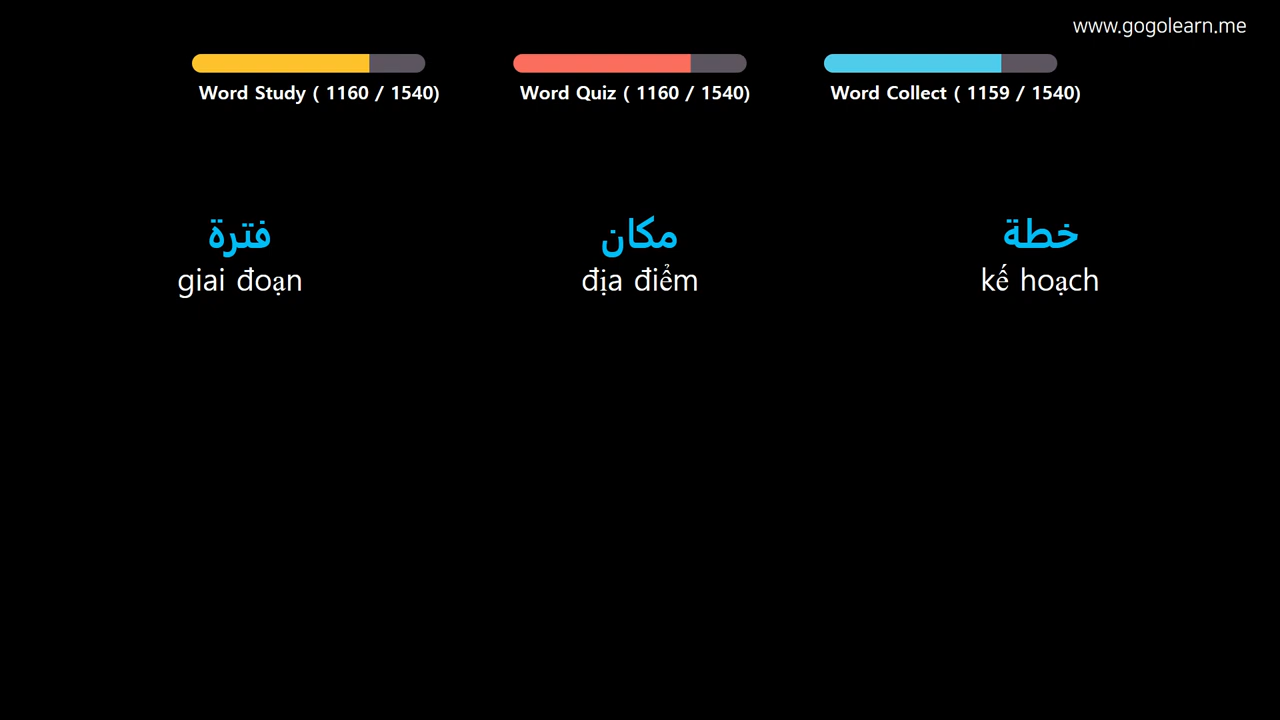 www.gogolearn.me
Word Study ( 1160 / 1540)
Word Quiz ( 1160 / 1540)
Word Collect ( 1159 / 1540)
فترة
giai đoạn
مكان
địa điểm
خطة
kế hoạch